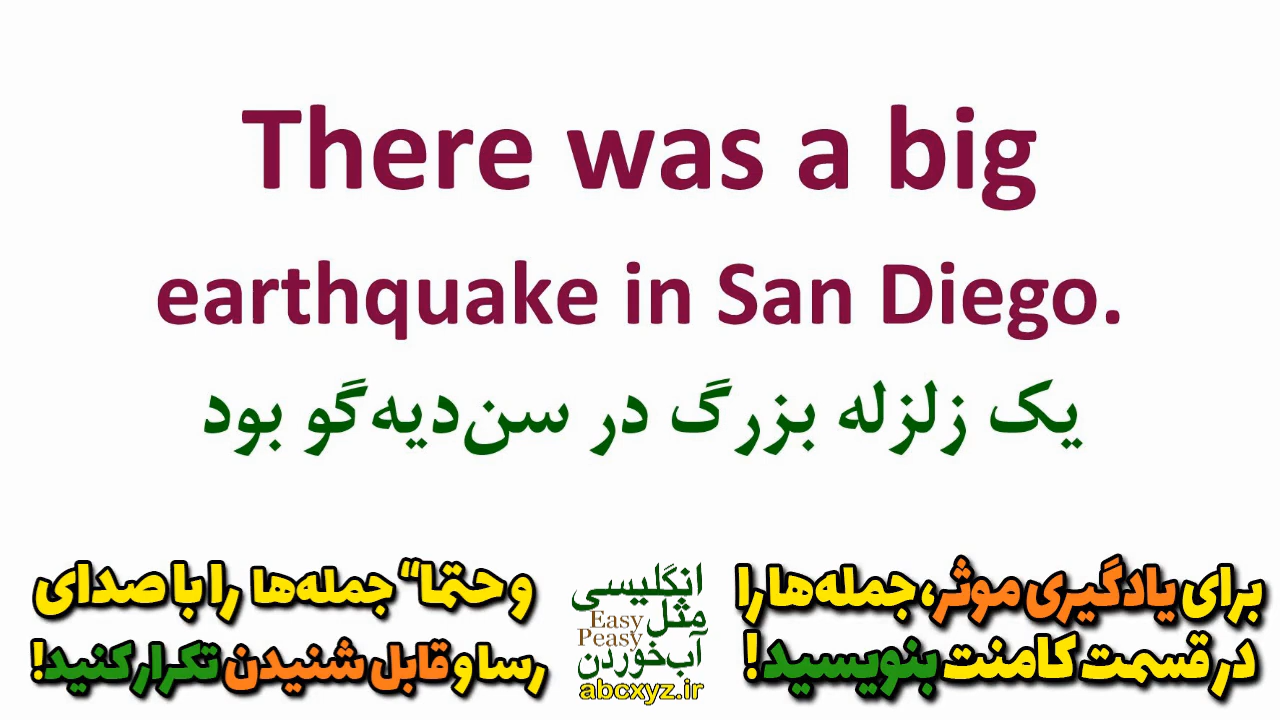 There was a big
earthquake in San Diego.
یک زلزله بزرگ در سن‌دیه‌گو بود
برای یادگیری موثر، جمله‌ها را
در قسمت کامنت بنویسید!
انگلیسی
مثل
Easy
Peasy
آب‌خوردن
abcxyz.ir
و حتما“ جمله‌ها را با صدای
رسا و قابل شنیدن تکرار کنید!